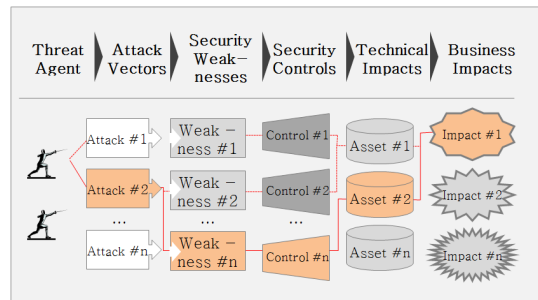 Threat
Agent
Attack
Vectors
Security
Weak-
nesses
Security
Controls
Technical
Impacts
Business
Impacts
Attack #1
Weak -
ness #1
Control #1
Asset #1
Impact #1
Attack #2
Weak -
ness #2
Control #2
Asset #2
Impact #2
...
...
...
Attack #n
Weak -
ness #n
Control #n
Asset #n
Impact #n